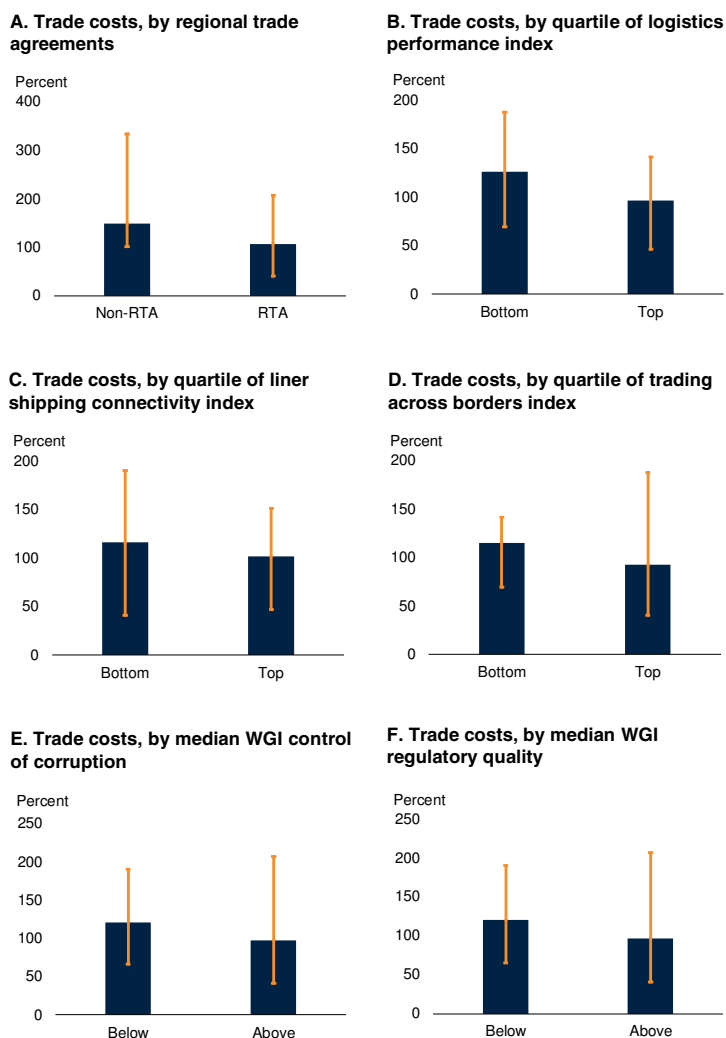 A. Trade costs, by regional trade
agreements
Percent
400
300
200
100
0
Non-RTA
RTA
B. Trade costs, by quartile of logistics
performance index
200
150
100
50
0
Bottom
Top
C. Trade costs, by quartile of liner
shipping connectivity index
Percent
200
150
100
50
0
Bottom
Top
D. Trade costs, by quartile of trading
across borders index
Percent
200
150
100
50
0
Bottom
Top
E. Trade costs, by median WGI control
of corruption
Percent
250
200
150
100
50
0
Below
Above
F. Trade costs, by median WGI
regulatory quality
Percent
250
200
150
100
50
0
Below
Above